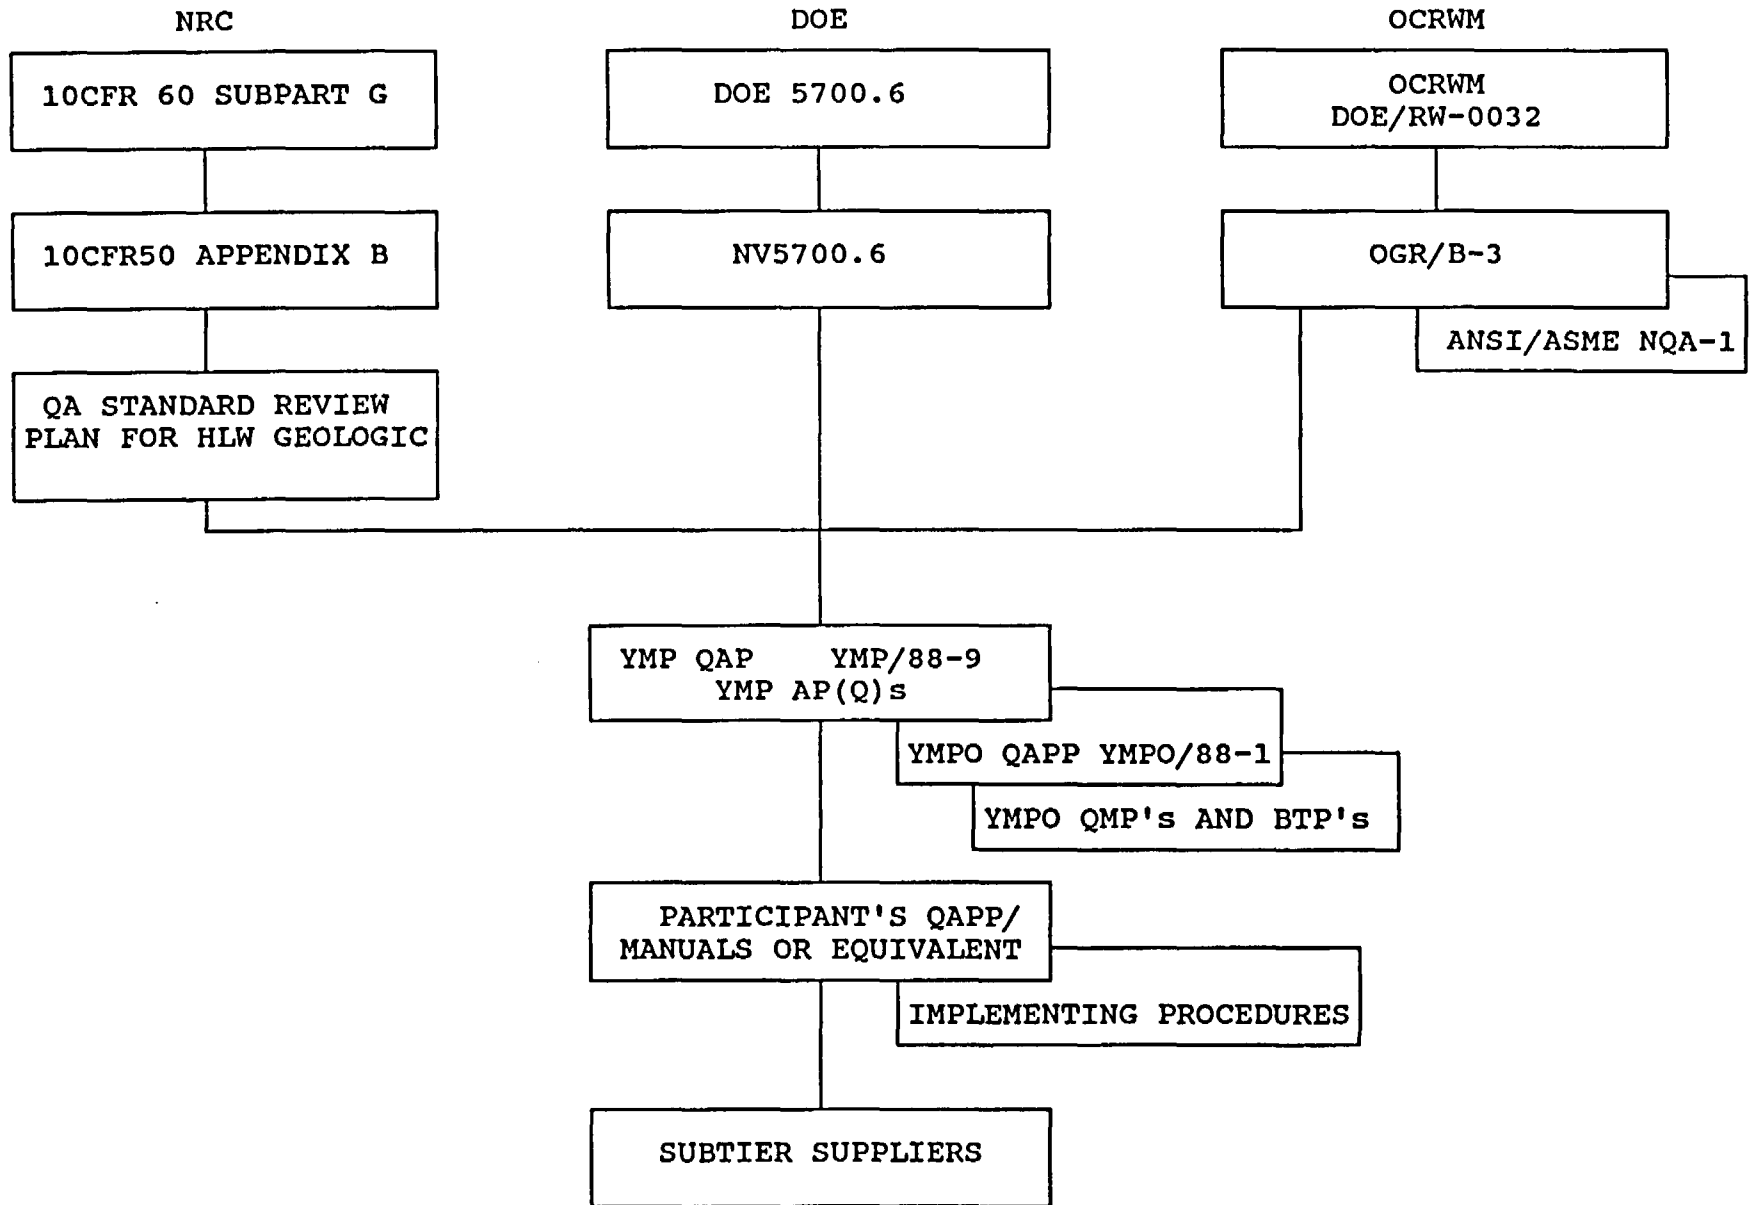 NRC
DOE
OCRWM
10CFR 60 SUBPART G
DOE 5700.6
OCRWM
DOE/RW-0032
10CFR50 APPENDIX B
NV5700.6
OGR/B-3
ANSI/ASME NQA-1
QA STANDARD REVIEW
PLAN FOR HLW GEOLOGIC
YMP QAP YMP/88-9
YMP AP(Q)s
YMPO QAPP YMPO/88-1
YMPO QMP's AND BTP's
PARTICIPANT'S QAPP/
MANUALS OR EQUIVALENT
IMPLEMENTING PROCEDURES
SUBTIER SUPPLIERS